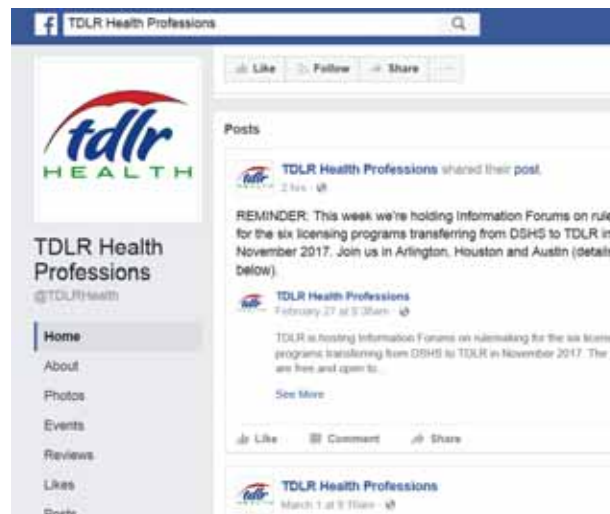 f TDLR Health Professions
Like Follow Share ...
tdlr
HEALTH
TDLR Health
Professions
@TDLRHealth
Home
About
Photos
Events
Reviews
Likes
Posts
Posts
TDLR Health Professions shared their post.
2 hrs ·
REMINDER: This week we're holding Information Forums on rule
for the six licensing programs transferring from DSHS to TDLR in
November 2017. Join us in Arlington, Houston and Austin (details
below).
TDLR Health Professions
February 27 at 9:38am ·
TDLR is hosting Information Forums on rulemaking for the six licens
programs transferring from DSHS to TDLR in November 2017. The
are free and open to...
See More
Like Comment Share
TDLR Health Professions
March 1 at